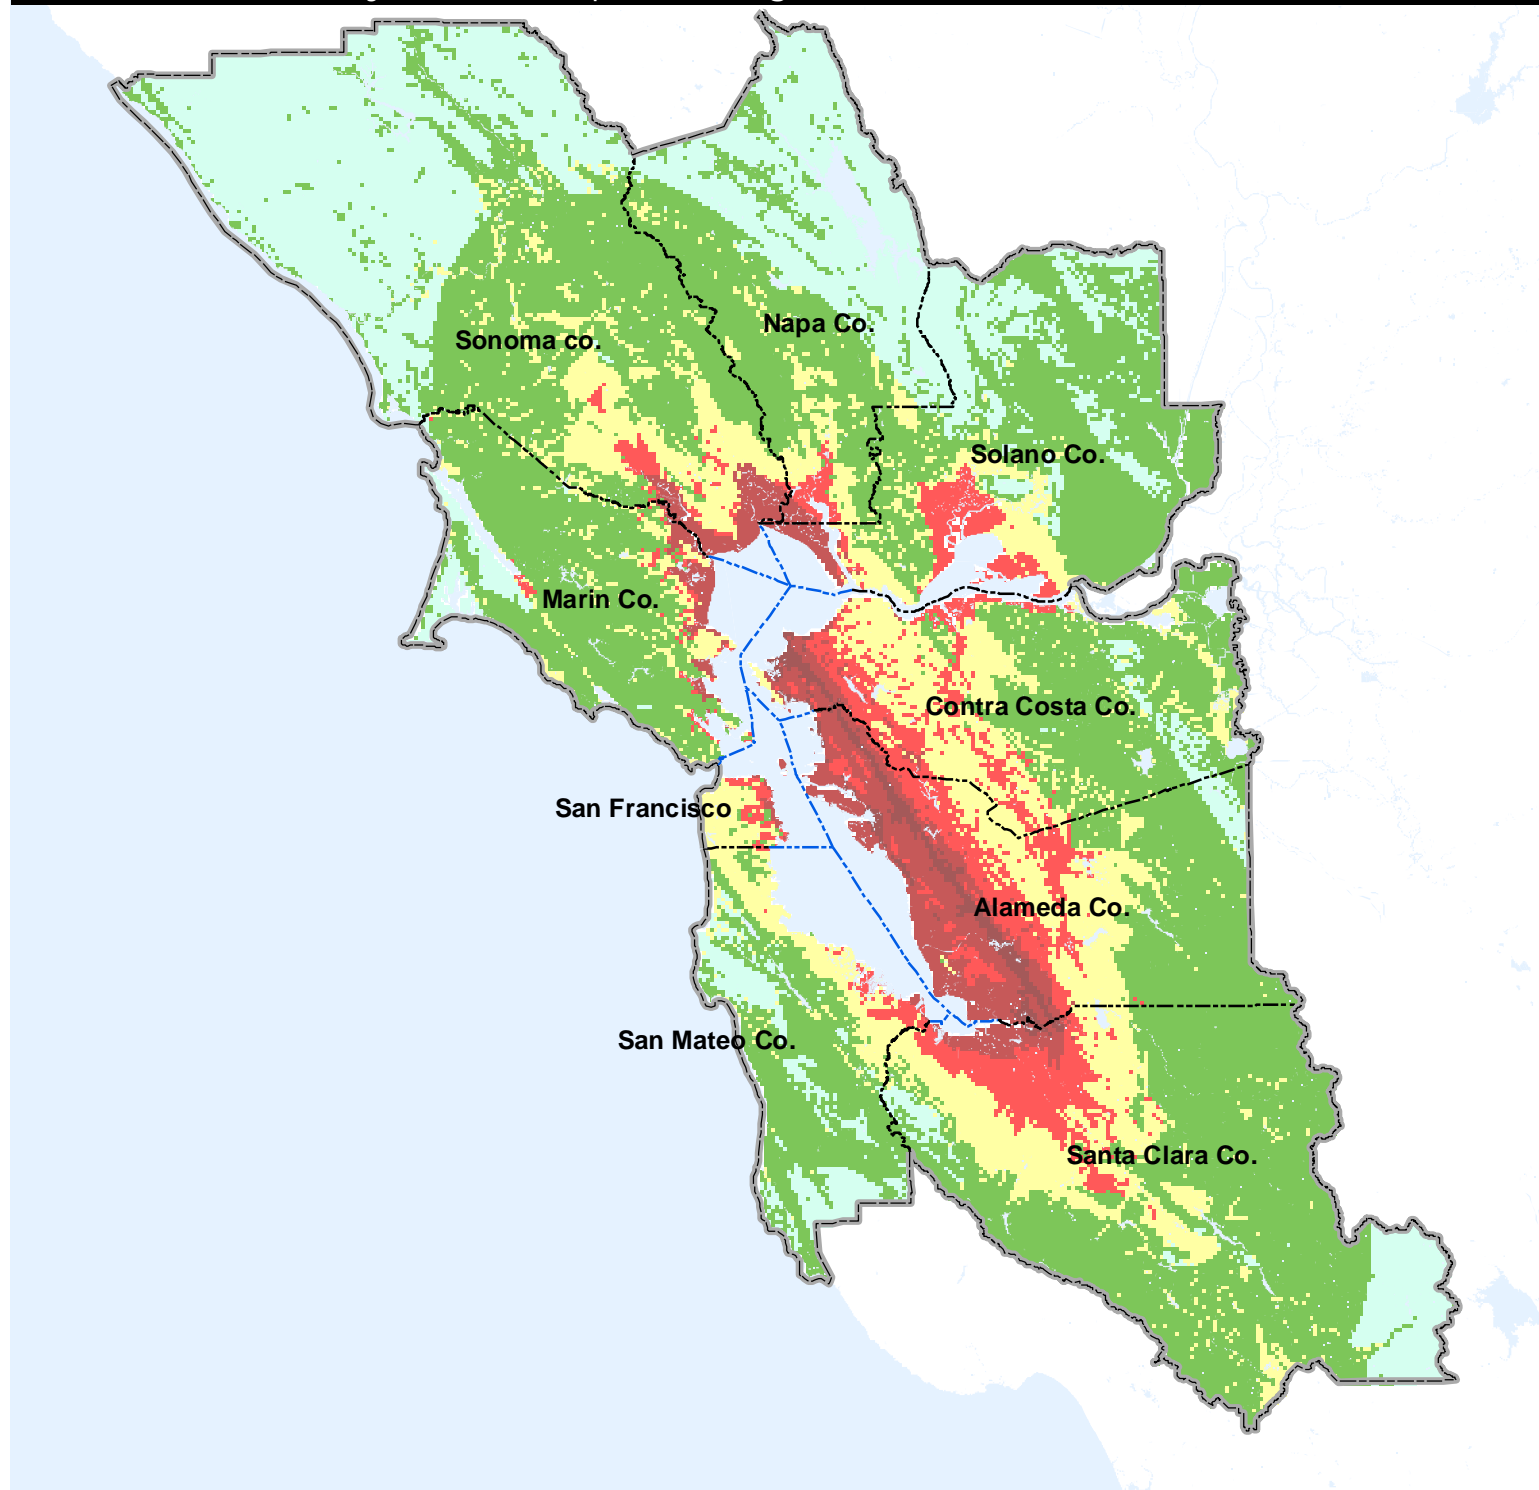 Napa Co.
Sonoma co.
Solano Co.
Marin Co.
Contra Costa Co.
San Francisco
Alameda Co.
San Mateo Co.
Santa Clara Co.